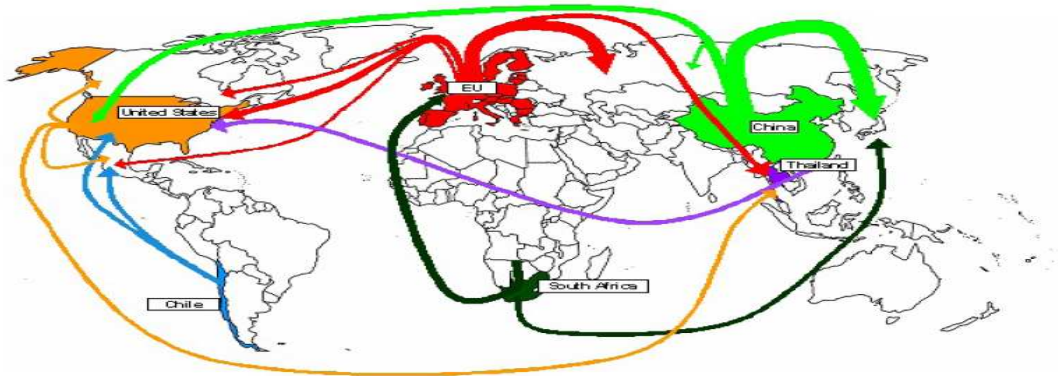 EU
United States
China
Thailand
South Africa
Chile